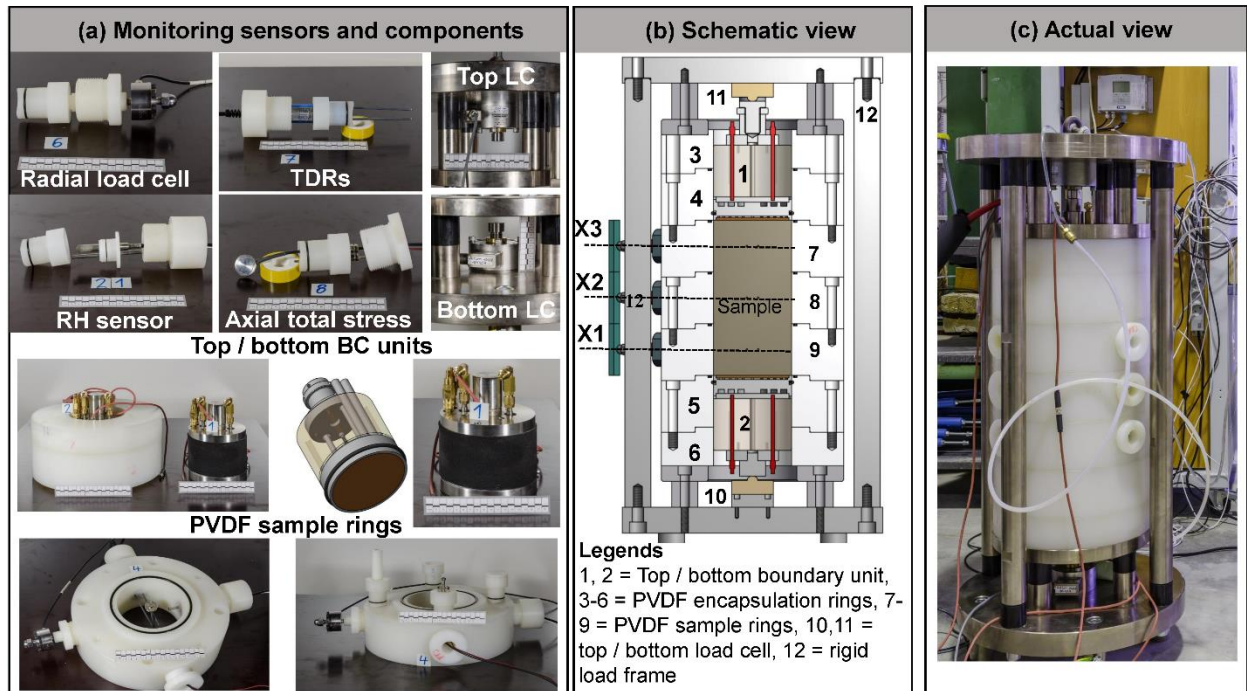 (a) Monitoring sensors and components
6
Radial load cell
7
TDRs
Top LC
2 1
RH sensor
8
Axial total stress
Bottom LC
Top / bottom BC units
2
1
1
PVDF sample rings
4
4
2
(b) Schematic view
11
12
3
1
4
X3
7
X2
12
8
Sample
X1
9
5
2
6
10
Legends
1, 2 = Top / bottom boundary unit,
3-6 = PVDF encapsulation rings, 7-
9 = PVDF sample rings, 10,11 =
top / bottom load cell, 12 = rigid
load frame
(c) Actual view